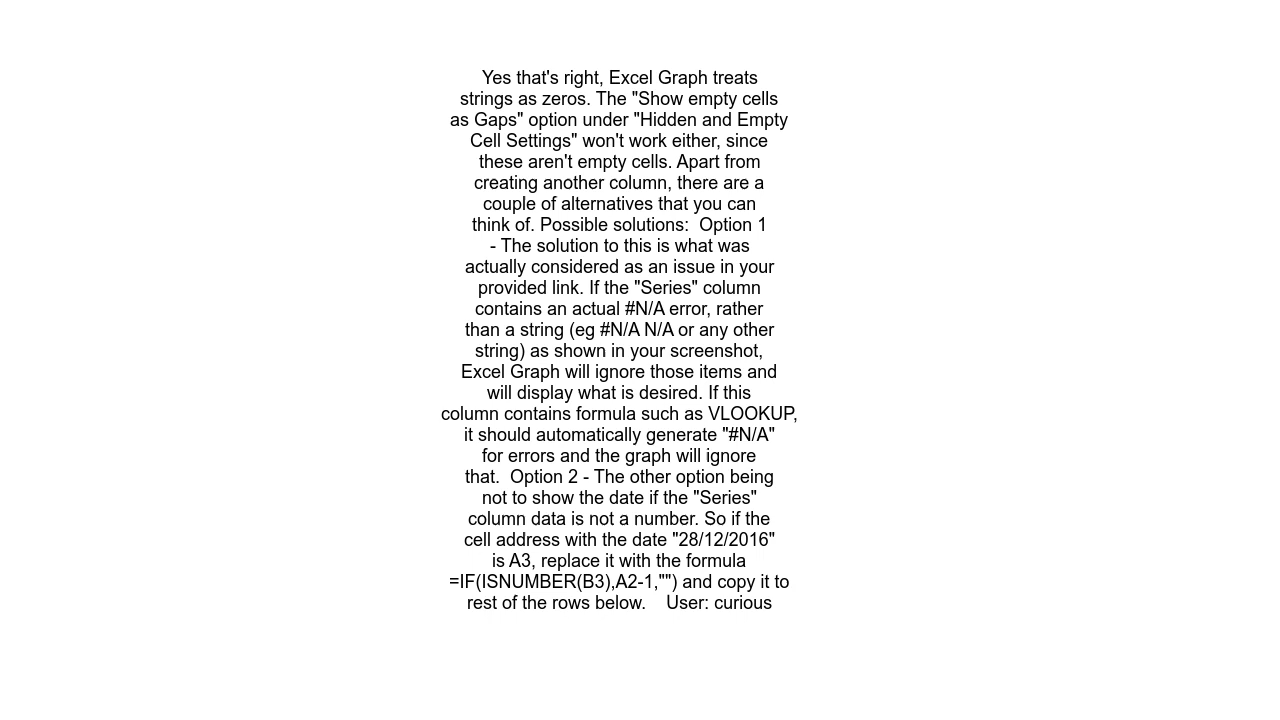 Yes that's right, Excel Graph treats
strings as zeros. The "Show empty cells
as Gaps" option under "Hidden and Empty
Cell Settings" won't work either, since
these aren't empty cells. Apart from
creating another column, there are a
couple of alternatives that you can
think of. Possible solutions:  Option 1
- The solution to this is what was
actually considered as an issue in your
provided link. If the "Series" column
contains an actual #N/A error, rather
than a string (eg #N/A N/A or any other
string) as shown in your screenshot,
Excel Graph will ignore those items and
will display what is desired. If this
column contains formula such as VLOOKUP,
it should automatically generate "#N/A"
for errors and the graph will ignore
that.  Option 2 - The other option being
not to show the date if the "Series"
column data is not a number. So if the
cell address with the date "28/12/2016"
is A3, replace it with the formula
=IF(ISNUMBER(B3),A2-1,"") and copy it to
rest of the rows below.    User: curious